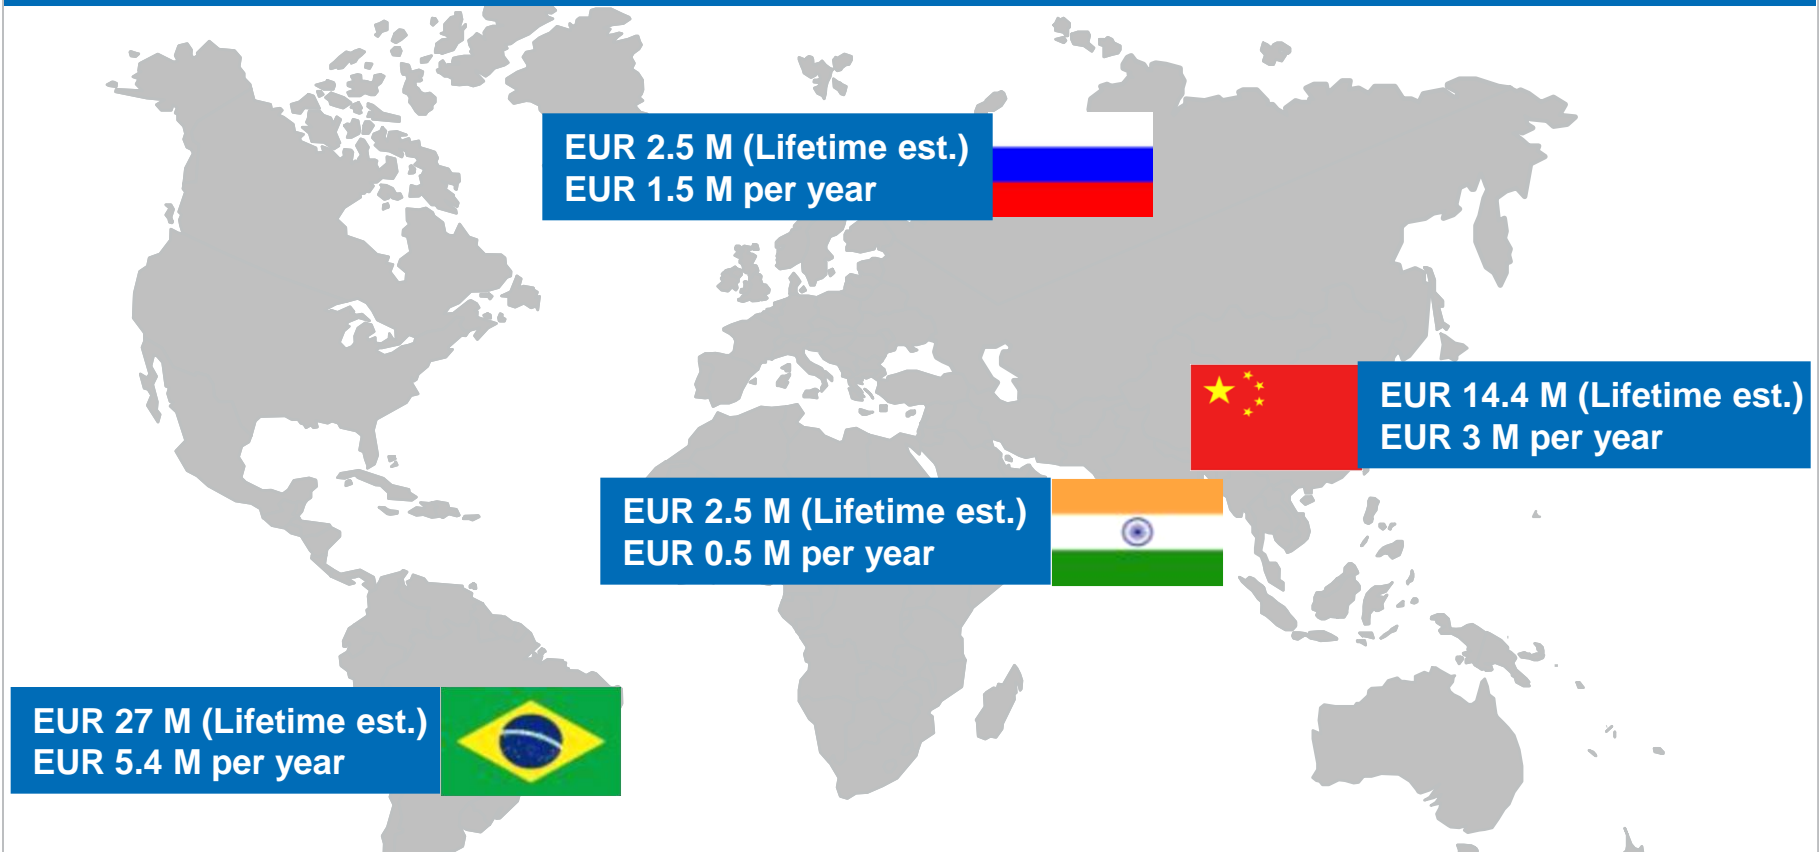 EUR 2.5 M (Lifetime est.)
EUR 1.5 M per year
EUR 14.4 M (Lifetime est.)
EUR 3 M per year
EUR 2.5 M (Lifetime est.)
EUR 0.5 M per year
EUR 27 M (Lifetime est.)
EUR 5.4 M per year